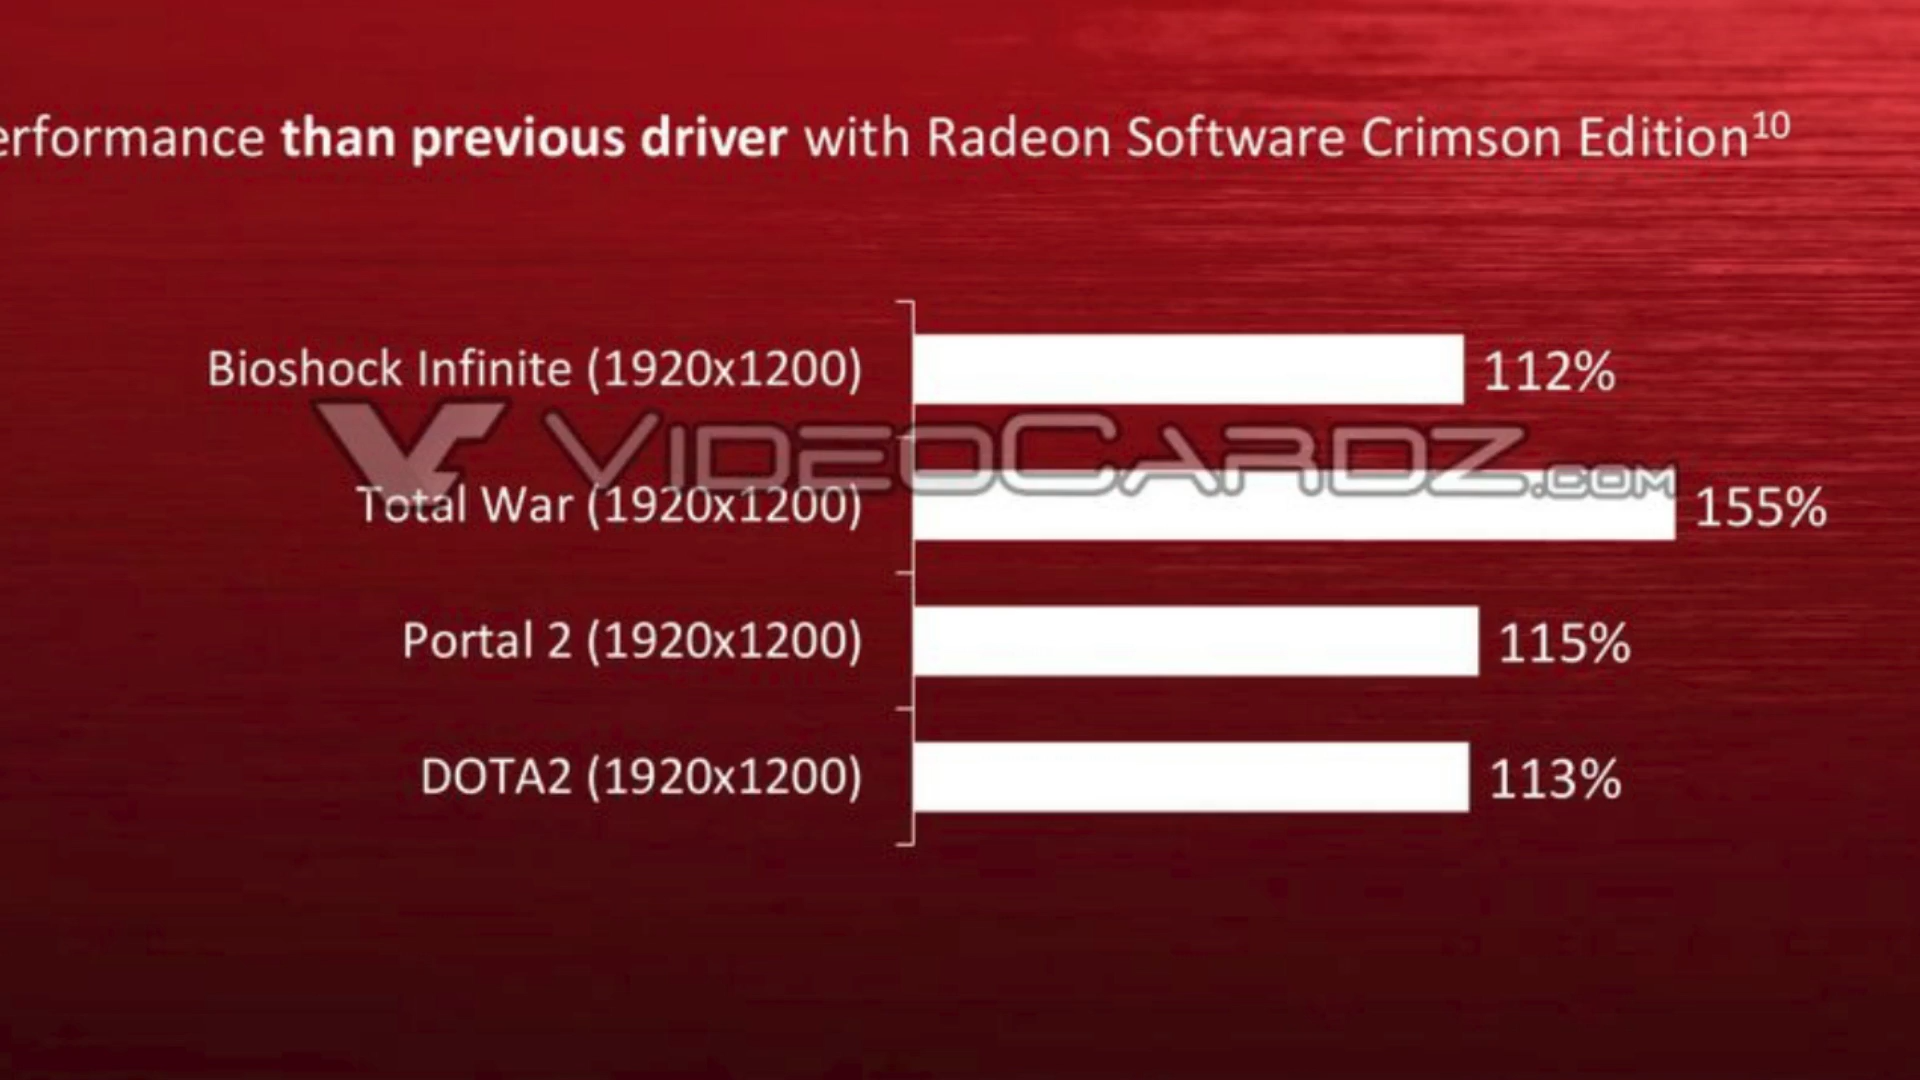 erformance than previous driver with Radeon Software Crimson Edition10
Bioshock Infinite (1920x1200) 112%
VIDEOCARDZ.COM
Total War (1920x1200) 155%
Portal 2 (1920x1200) 115%
DOTA2 (1920x1200) 113%